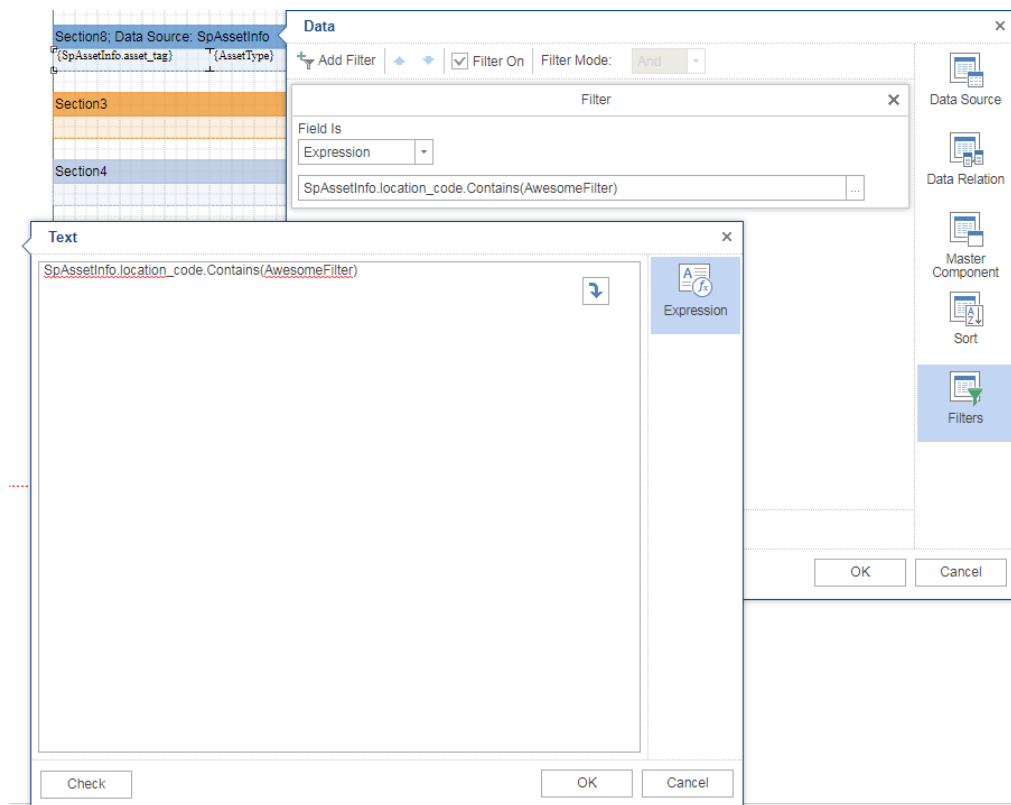 Section8; Data Source: SpAssetInfo
{SpAssetInfo.asset_tag} {AssetType}
Section3
Section4
Data
Add Filter Filter On Filter Mode: And
Filter
Field Is
Expression
SpAssetInfo.location_code.Contains(AwesomeFilter) ...
Data Source
Data Relation
Master
Component
Sort
Filters
OK Cancel
Text
SpAssetInfo.location_code.Contains(AwesomeFilter)
Expression
Check OK Cancel